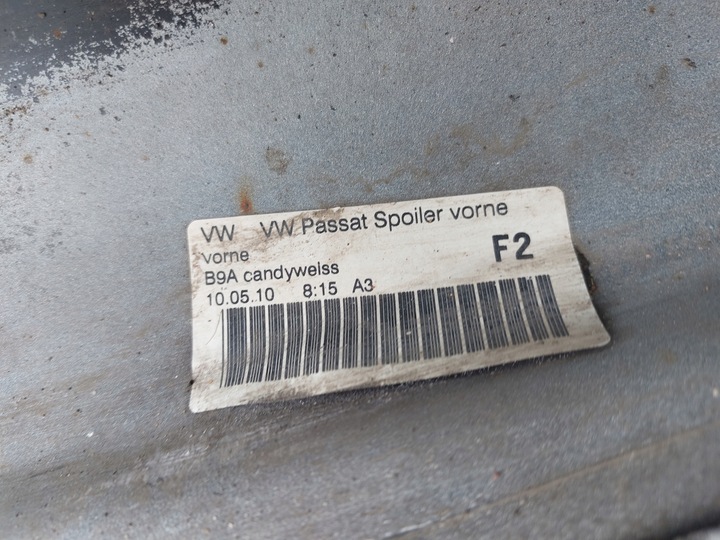 VW VW Passat Spoiler vorne
vorne
F2
B9A candyweiss
10.05.10 8:15 A3